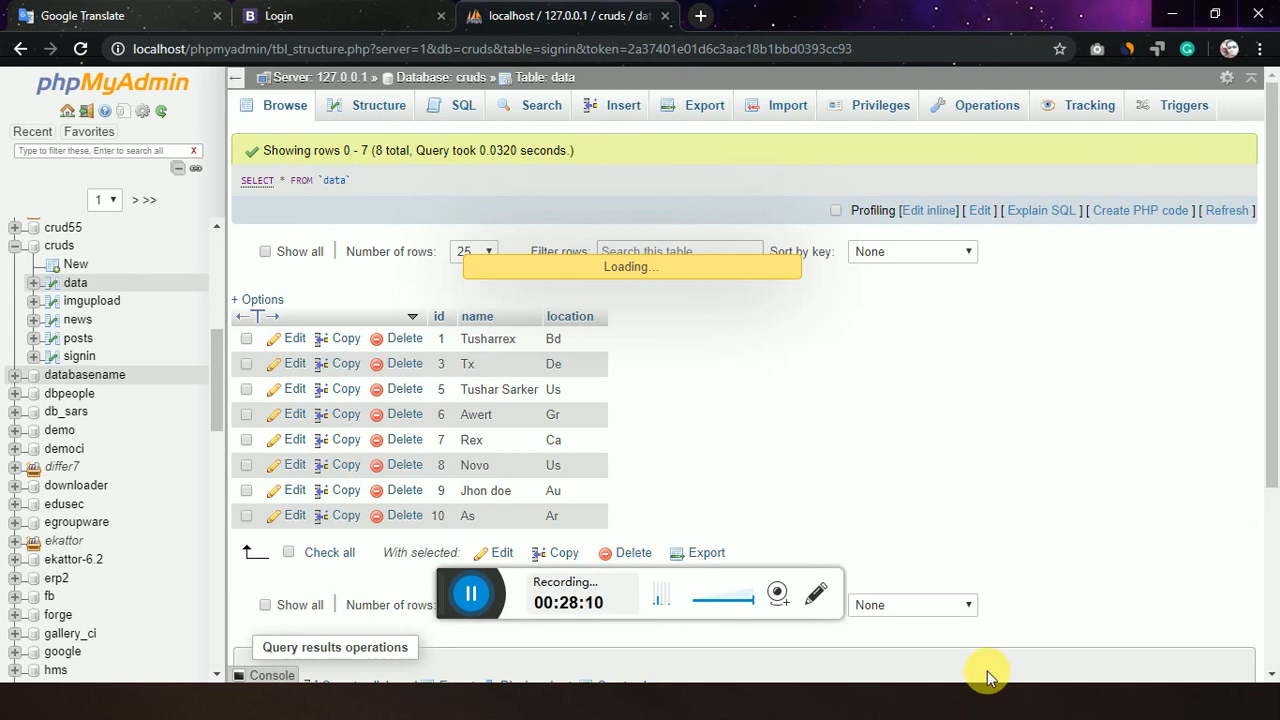 Google Translate
Login
localhost / 127.0.0.1 / cruds / dat
localhost/phpmyadmin/tbl_structure.php?server=1&db=cruds&table=signin&token=2a37401e01d6c3aac18b1bbd0393cc93
phpMyAdmin
Recent Favorites
Type to filter these, Enter to search all X
1 > >>
crud55
cruds
New
data
imgupload
news
posts
signin
databasename
dbpeople
db_sars
demo
democi
differ7
downloader
edusec
egroupware
ekattor
ekattor-6.2
erp2
fb
forge
gallery_ci
google
hms
Server: 127.0.0.1 » Database: cruds » Table: data
Browse Structure SQL Search Insert Export Import Privileges Operations Tracking Triggers
Showing rows 0 - 7 (8 total, Query took 0.0320 seconds.)
SELECT * FROM `data`
Profiling [Edit inline] [ Edit ] [ Explain SQL ] [ Create PHP code ] [ Refresh ]
Show all Number of rows: 25 Filter rows: Search this table Sort by key: None
Loading...
+ Options
←T→ id name location
Edit Copy Delete 1 Tusharrex Bd
Edit Copy Delete 3 Tx De
Edit Copy Delete 5 Tushar Sarker Us
Edit Copy Delete 6 Awert Gr
Edit Copy Delete 7 Rex Ca
Edit Copy Delete 8 Novo Us
Edit Copy Delete 9 Jhon doe Au
Edit Copy Delete 10 As Ar
Check all With selected: Edit Copy Delete Export
Recording...
00:28:10
Show all Number of rows: None
Query results operations
Console